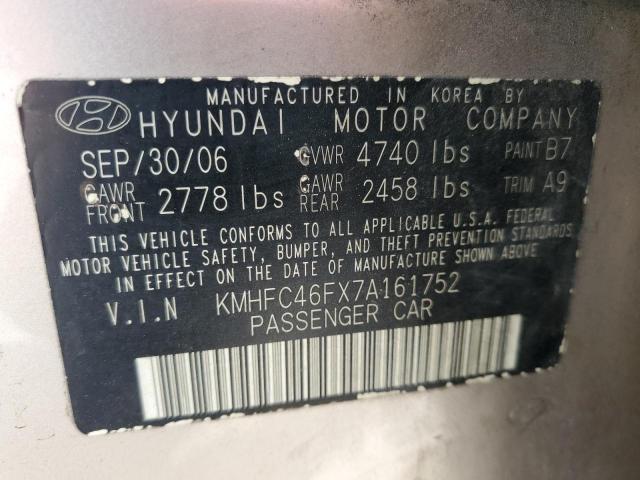 MANUFACTURED IN KOREA BY
HYUNDAI MOTOR COMPANY
SEP/30/06 GVWR 4740 lbs PAINT B7
GAWR FRONT 2778 lbs GAWR REAR 2458 lbs TRIM A9
THIS VEHICLE CONFORMS TO ALL APPLICABLE U.S.A. FEDERAL
MOTOR VEHICLE SAFETY, BUMPER, AND THEFT PREVENTION STANDARDS
IN EFFECT ON THE DATE OF MANUFACTURE SHOWN ABOVE.
V.I.N KMHFC46FX7A161752
PASSENGER CAR